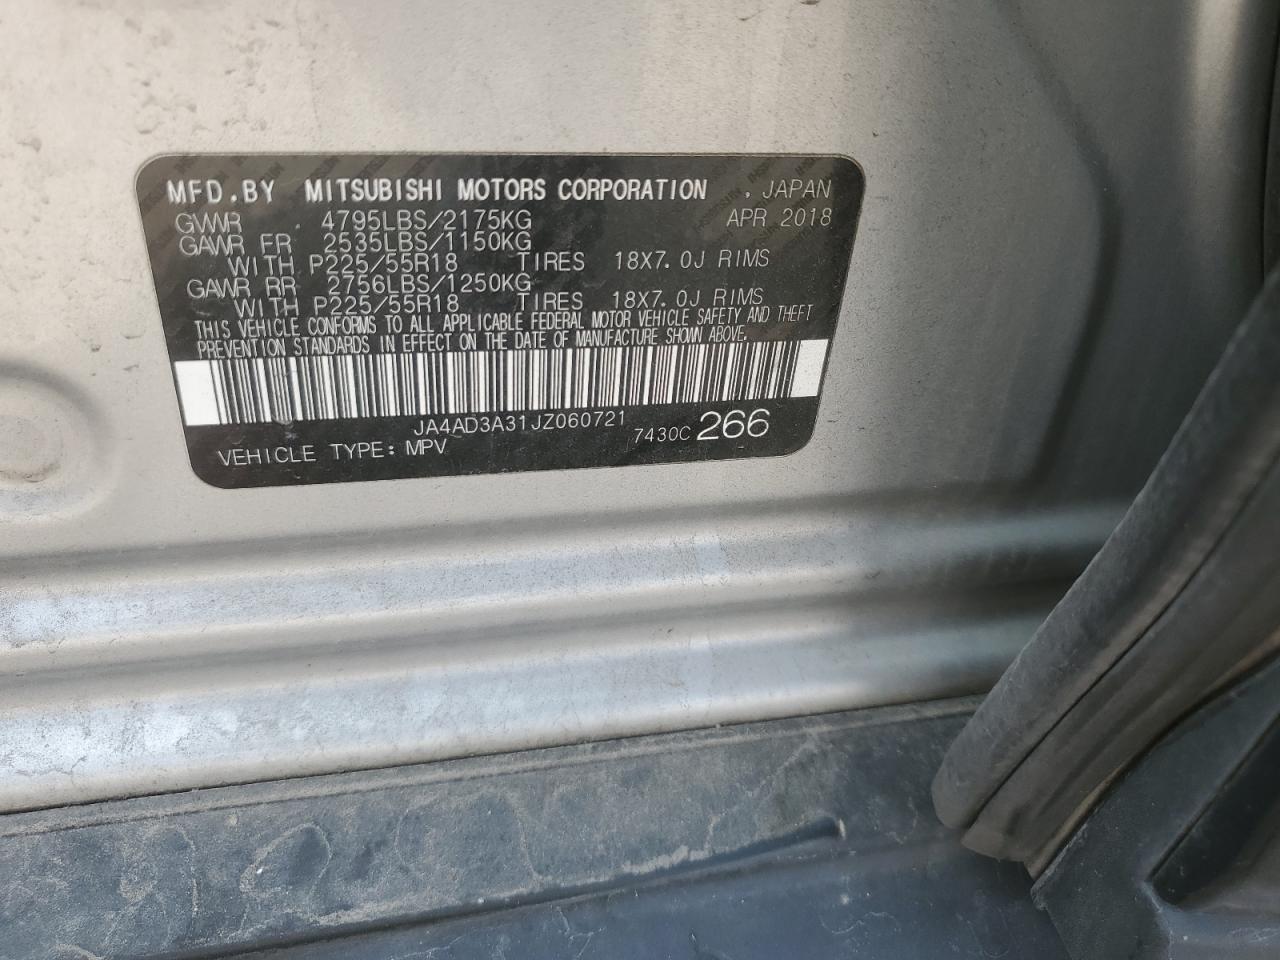 MFD.BY MITSUBISHI MOTORS CORPORATION , JAPAN
GVWR 4795LBS/2175KG APR 2018
GAWR FR 2535LBS/1150KG
WITH P225/55R18 TIRES 18X7.0J RIMS
GAWR RR 2756LBS/1250KG
WITH P225/55R18 TIRES 18X7.0J RIMS
THIS VEHICLE CONFORMS TO ALL APPLICABLE FEDERAL MOTOR VEHICLE SAFETY AND THEFT
PREVENTION STANDARDS IN EFFECT ON THE DATE OF MANUFACTURE SHOWN ABOVE.
JA4AD3A31JZ060721
VEHICLE TYPE: MPV 7430C 266